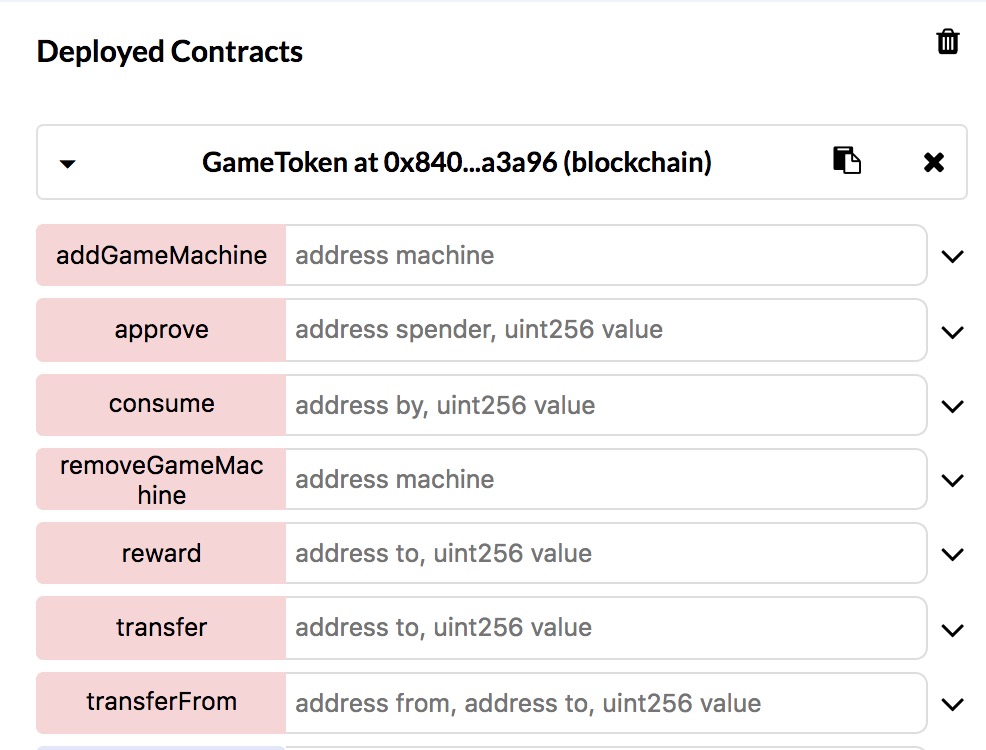 Deployed Contracts
GameToken at 0x840...a3a96 (blockchain)
addGameMachine address machine
approve address spender, uint256 value
consume address by, uint256 value
removeGameMac
hine address machine
reward address to, uint256 value
transfer address to, uint256 value
transferFrom address from, address to, uint256 value